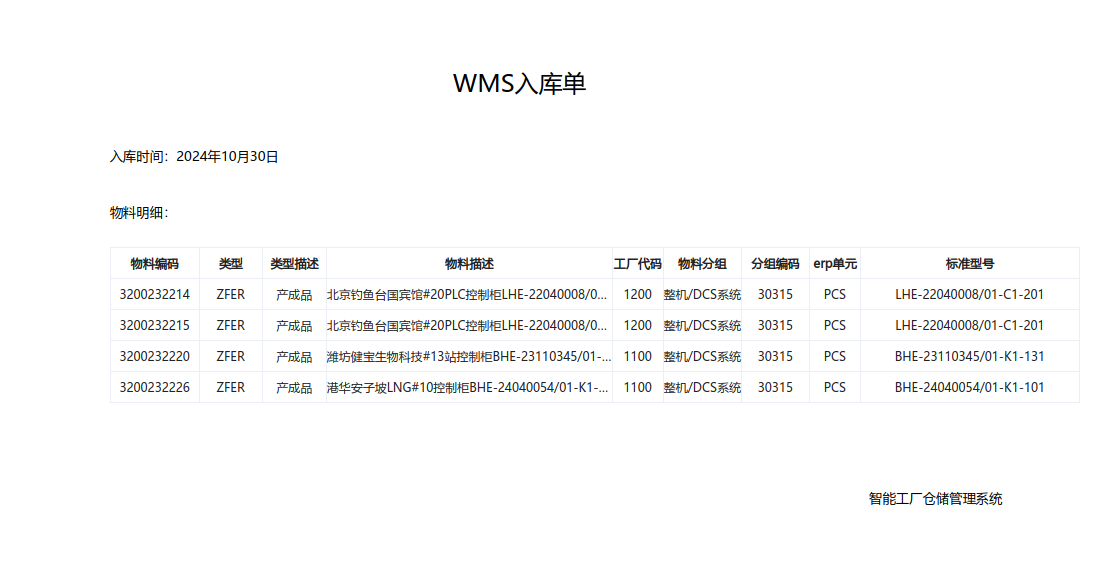 WMS入库单
入库时间：2024年10月30日
物料明细：
物料编码 类型 类型描述 物料描述 工厂代码 物料分组 分组编码 erp单元 标准型号
3200232214 ZFER 产成品 北京钓鱼台国宾馆#20PLC控制柜LHE-22040008/0... 1200 整机/DCS系统 30315 PCS LHE-22040008/01-C1-201
3200232215 ZFER 产成品 北京钓鱼台国宾馆#20PLC控制柜LHE-22040008/0... 1200 整机/DCS系统 30315 PCS LHE-22040008/01-C1-201
3200232220 ZFER 产成品 潍坊健宝生物科技#13站控制柜BHE-23110345/01-... 1100 整机/DCS系统 30315 PCS BHE-23110345/01-K1-131
3200232226 ZFER 产成品 港华安子坡LNG#10控制柜BHE-24040054/01-K1-... 1100 整机/DCS系统 30315 PCS BHE-24040054/01-K1-101
智能工厂仓储管理系统